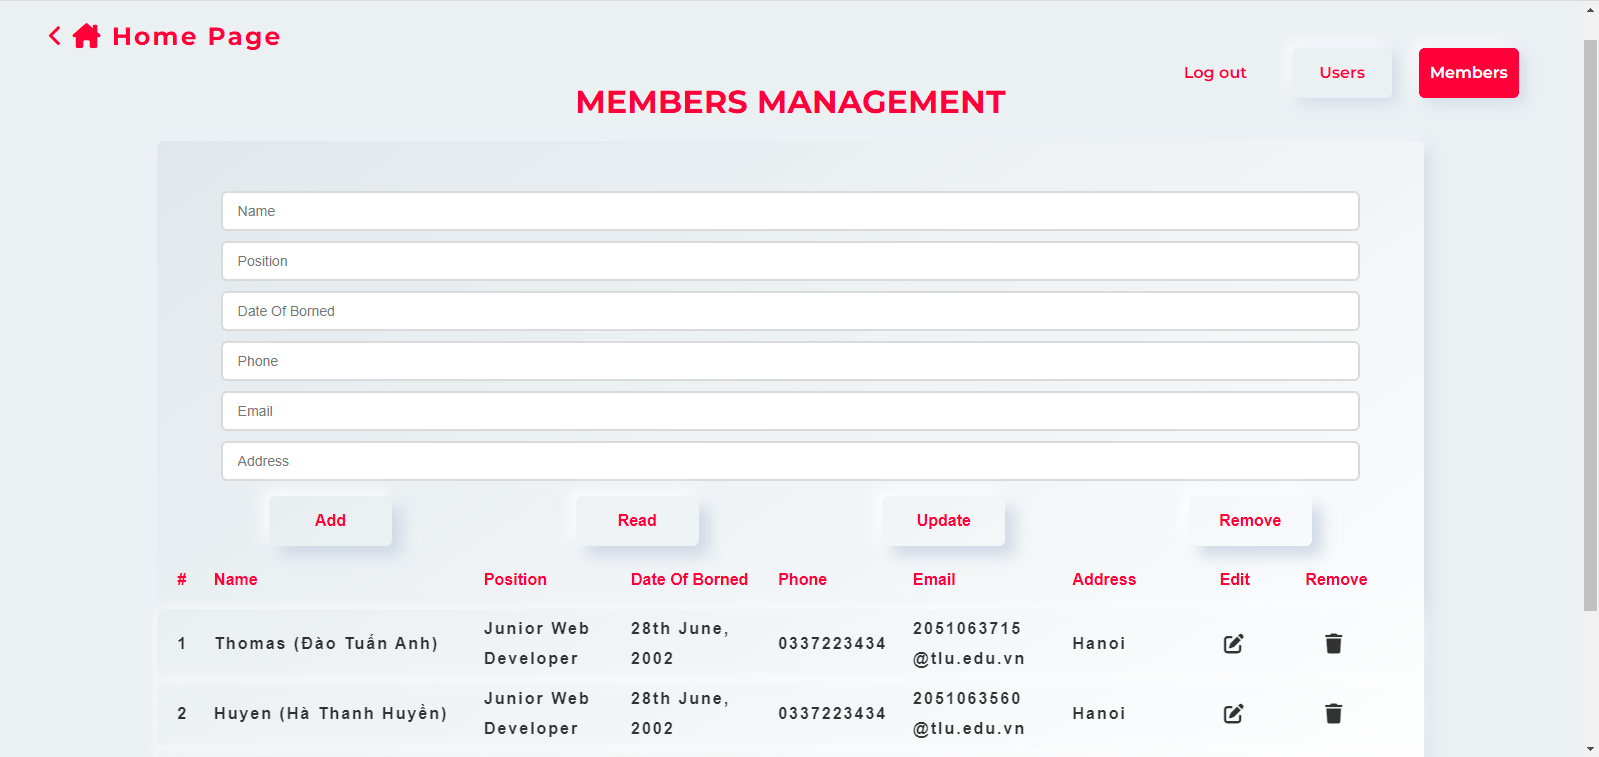 Home Page
Log out
Users
Members
MEMBERS MANAGEMENT
Name
Position
Date Of Borned
Phone
Email
Address
Add
Read
Update
Remove
# Name Position Date Of Borned Phone Email Address Edit Remove
1 Thomas (Đào Tuấn Anh) Junior Web Developer 28th June, 2002 0337223434 2051063715@tlu.edu.vn Hanoi
2 Huyen (Hà Thanh Huyền) Junior Web Developer 28th June, 2002 0337223434 2051063560@tlu.edu.vn Hanoi